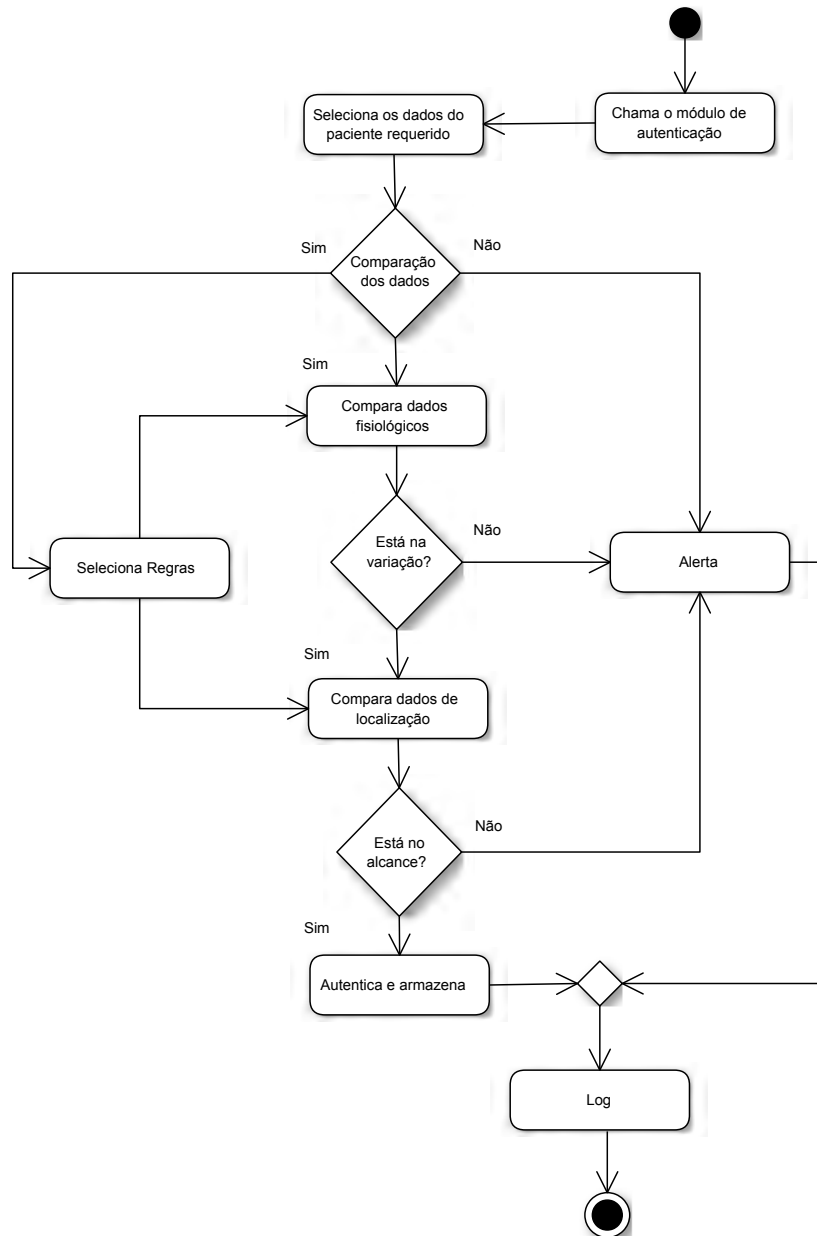 Chama o módulo de
autenticação
Seleciona os dados do
paciente requerido
Sim
Não
Comparação
dos dados
Sim
Compara dados
fisiológicos
Está na
variação?
Não
Seleciona Regras
Alerta
Sim
Compara dados de
localização
Está no
alcance?
Não
Sim
Autentica e armazena
Log